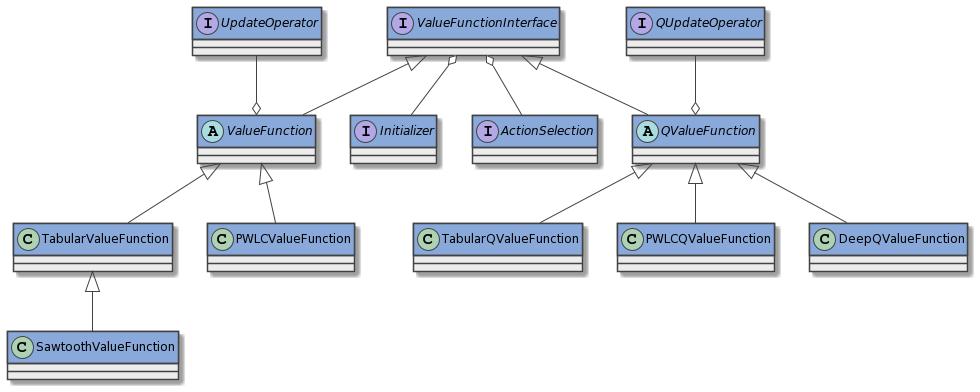 I UpdateOperator
I ValueFunctionInterface
I QUpdateOperator
A ValueFunction
I Initializer
I ActionSelection
A QValueFunction
C TabularValueFunction
C PWLCValueFunction
C TabularQValueFunction
C PWLCQValueFunction
C DeepQValueFunction
C SawtoothValueFunction